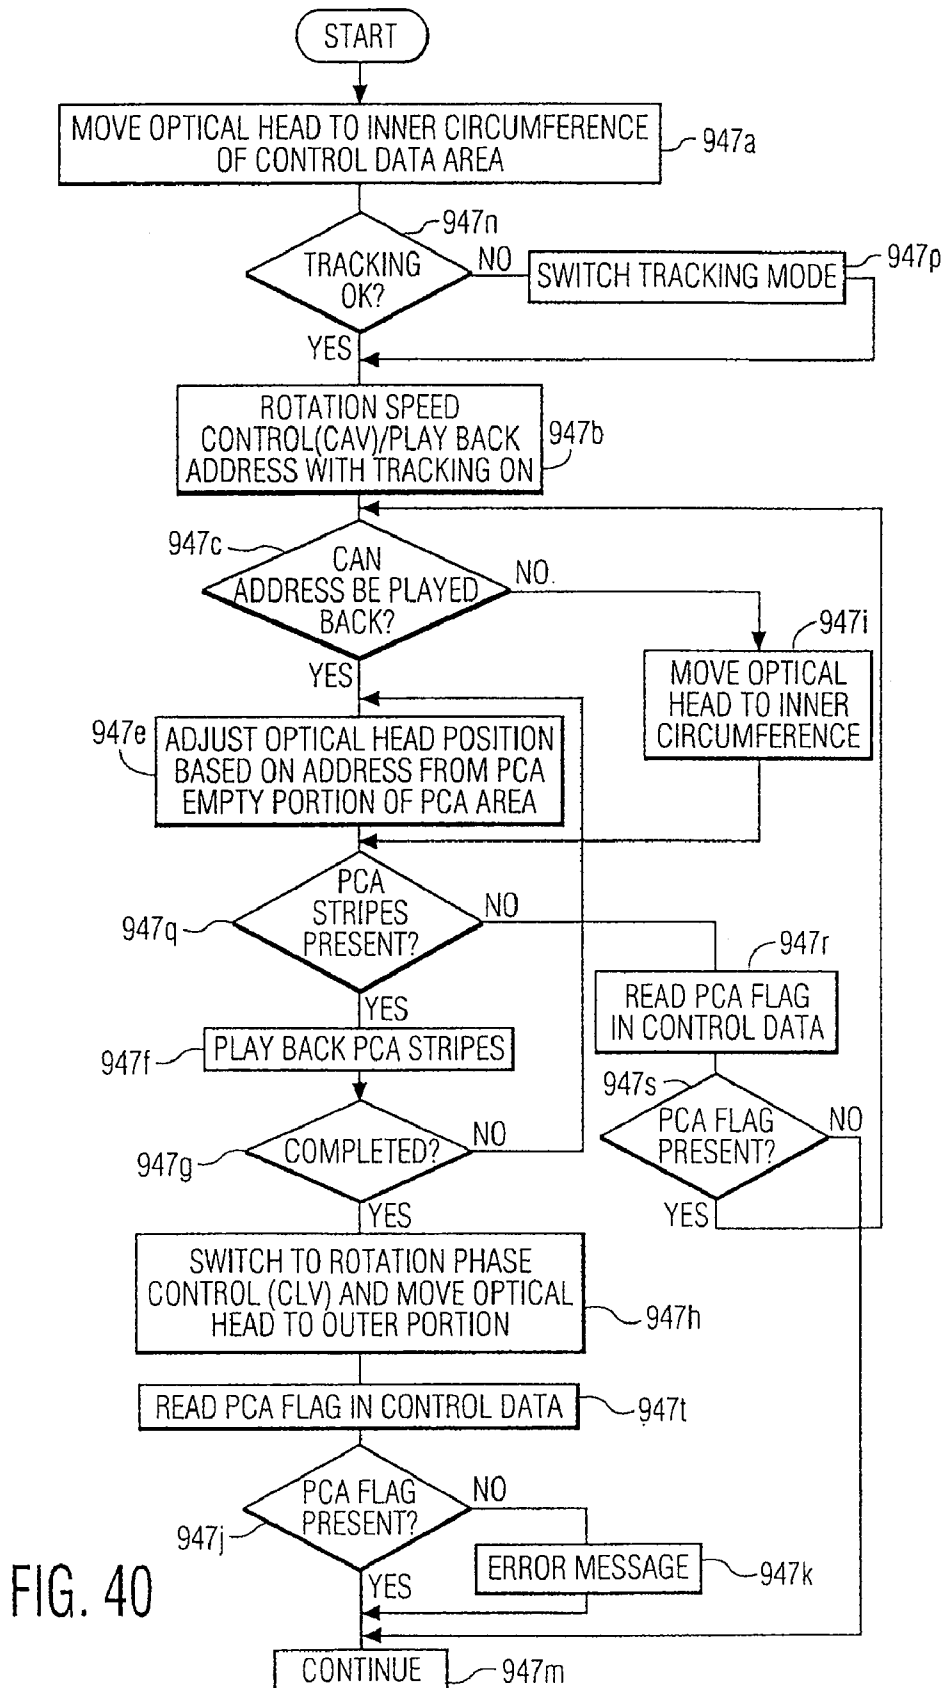 START
MOVE OPTICAL HEAD TO INNER CIRCUMFERENCE
OF CONTROL DATA AREA
947a
947n
TRACKING
OK?
NO
SWITCH TRACKING MODE
947p
YES
ROTATION SPEED
CONTROL(CAV)/PLAY BACK
ADDRESS WITH TRACKING ON
947b
947c
CAN
ADDRESS BE PLAYED
BACK?
NO.
YES
947i
MOVE OPTICAL
HEAD TO INNER
CIRCUMFERENCE
947e
ADJUST OPTICAL HEAD POSITION
BASED ON ADDRESS FROM PCA
EMPTY PORTION OF PCA AREA
PCA
STRIPES
PRESENT?
947q
NO
YES
947r
READ PCA FLAG
IN CONTROL DATA
947f
PLAY BACK PCA STRIPES
947s
PCA FLAG
PRESENT?
NO
YES
COMPLETED?
947g
NO
YES
SWITCH TO ROTATION PHASE
CONTROL (CLV) AND MOVE OPTICAL
HEAD TO OUTER PORTION
947h
READ PCA FLAG IN CONTROL DATA
947t
PCA FLAG
PRESENT?
947j
NO
YES
ERROR MESSAGE
947k
FIG. 40
CONTINUE
947m